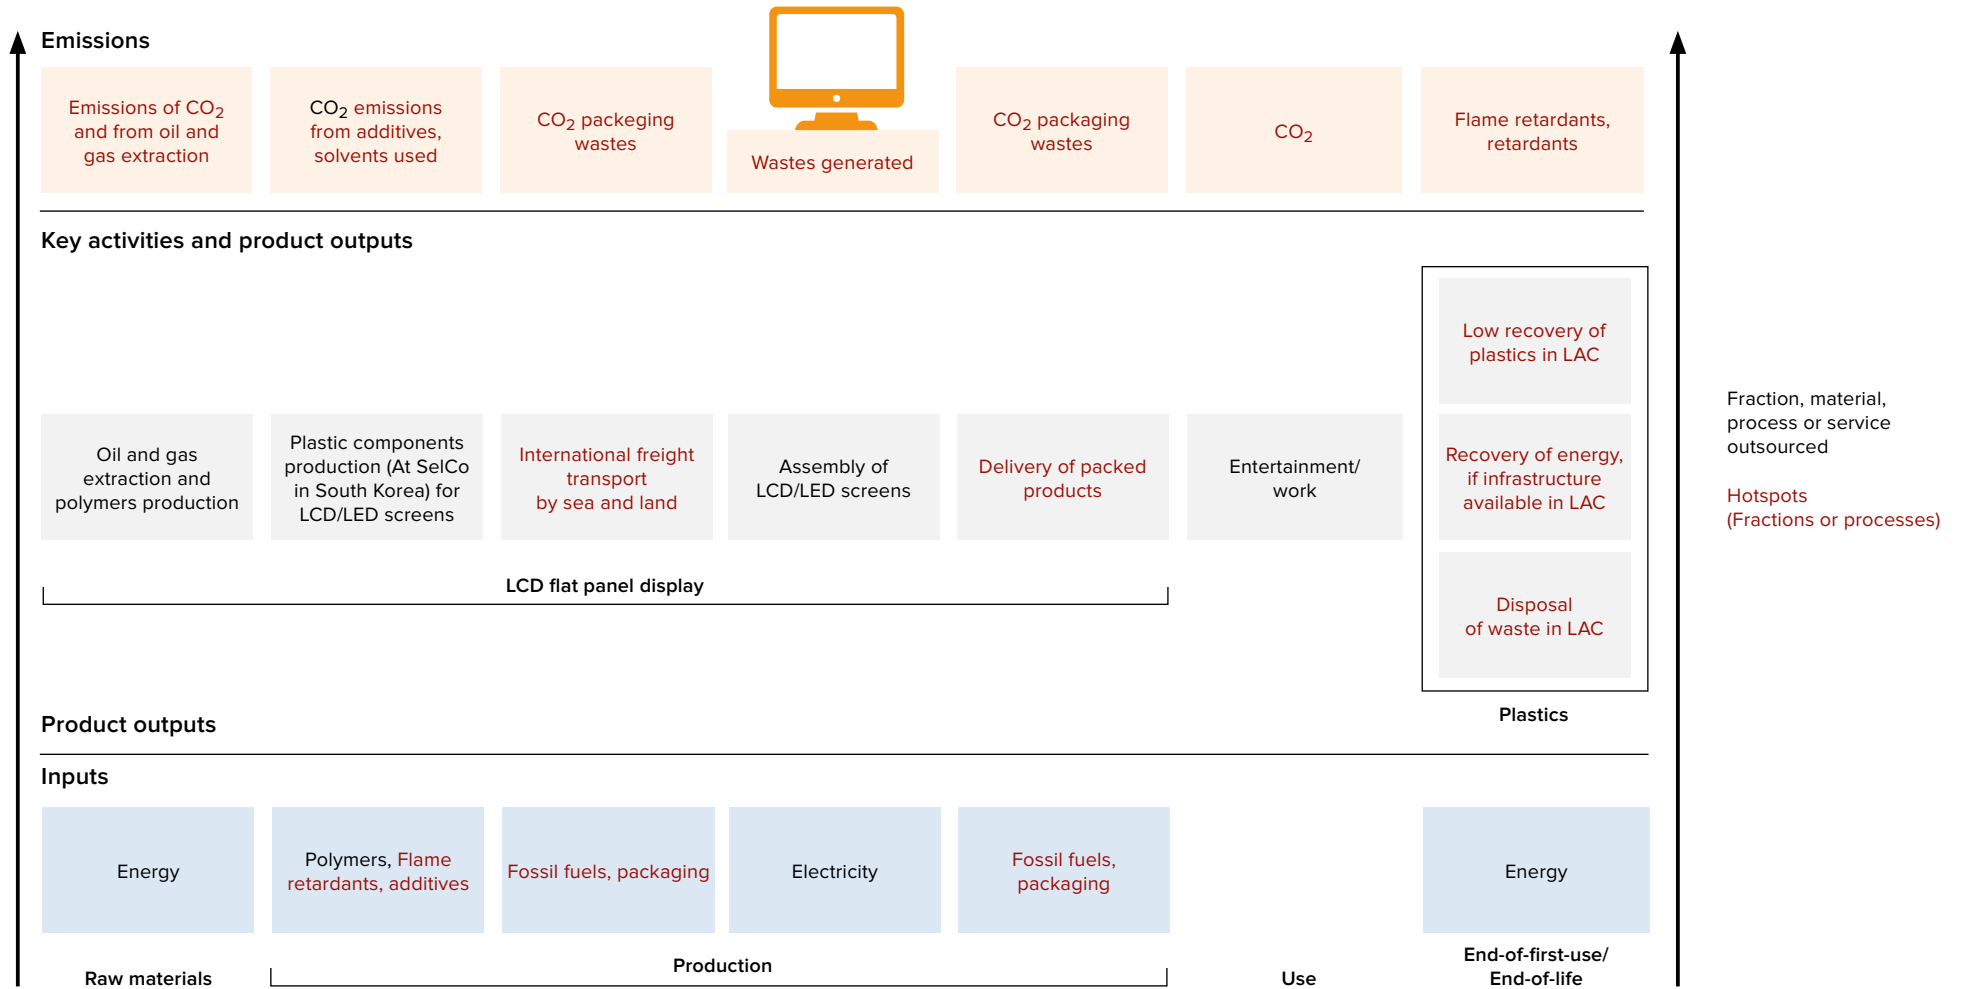 Emissions
Emissions of CO2
and from oil and
gas extraction
CO2 emissions
from additives,
solvents used
CO2 packeging
wastes
Wastes generated
CO2 packaging
wastes
CO2
Flame retardants,
retardants
Key activities and product outputs
Oil and gas
extraction and
polymers production
Plastic components
production (At SelCo
in South Korea) for
LCD/LED screens
International freight
transport
by sea and land
Assembly of
LCD/LED screens
Delivery of packed
products
Entertainment/
work
Low recovery of
plastics in LAC
Recovery of energy,
if infrastructure
available in LAC
Disposal
of waste in LAC
Plastics
LCD flat panel display
Fraction, material,
process or service
outsourced
Hotspots
(Fractions or processes)
Product outputs
Inputs
Energy
Polymers, Flame
retardants, additives
Fossil fuels, packaging
Electricity
Fossil fuels,
packaging
Energy
Raw materials
Production
Use
End-of-first-use/
End-of-life